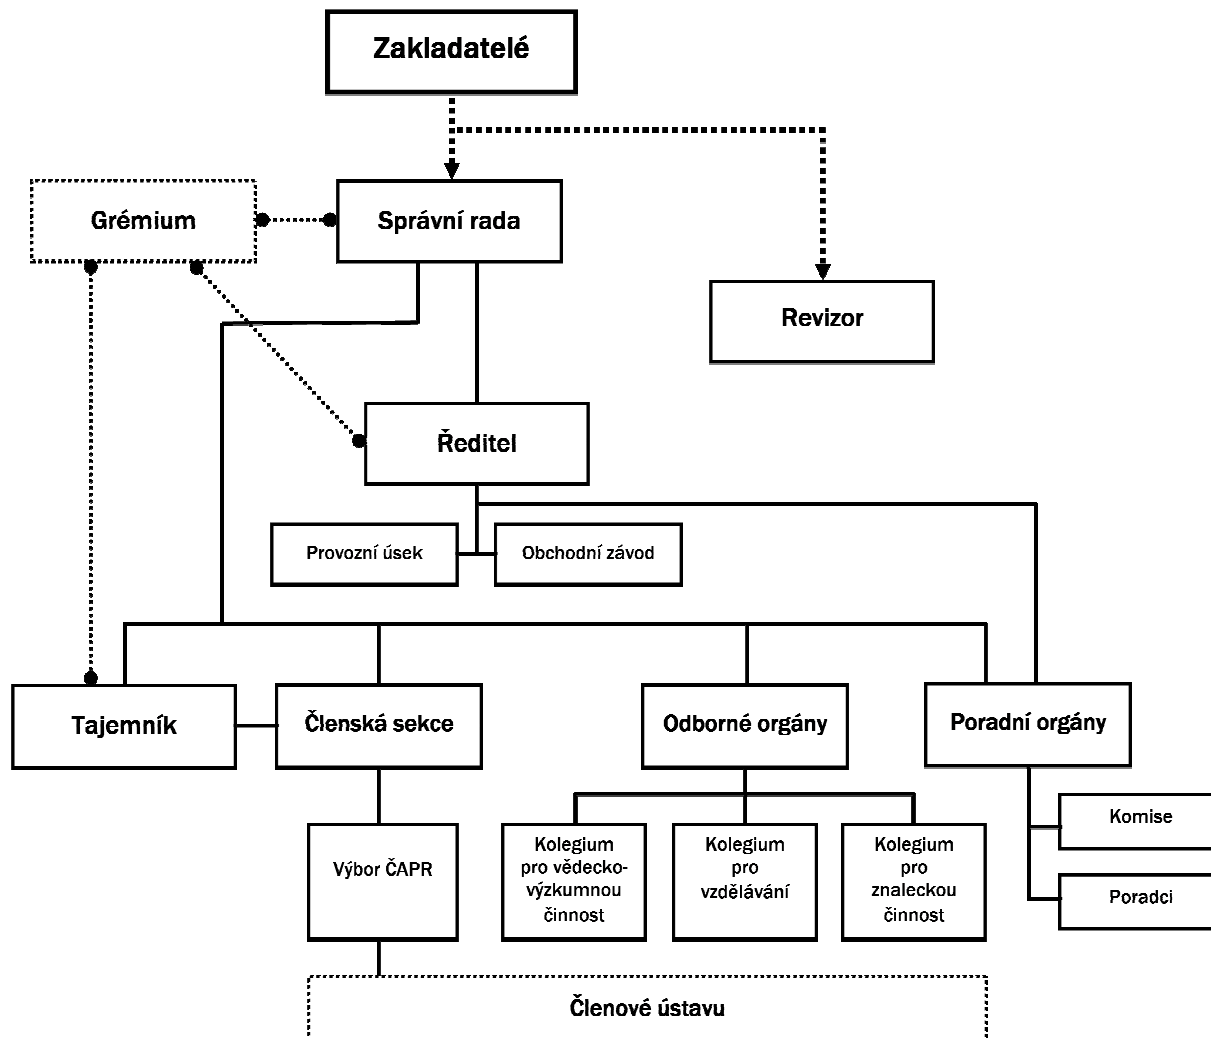 Zakladatelé
Grémium
Správní rada
Revizor
Ředitel
Provozní úsek
Obchodní závod
Tajemník
Členská sekce
Odborné orgány
Poradní orgány
Komise
Poradci
Výbor ČAPR
Kolegium
pro vědecko-
výzkumnou
činnost
Kolegium
pro
vzdělávání
Kolegium
pro
znaleckou
činnost
Členové ústavu